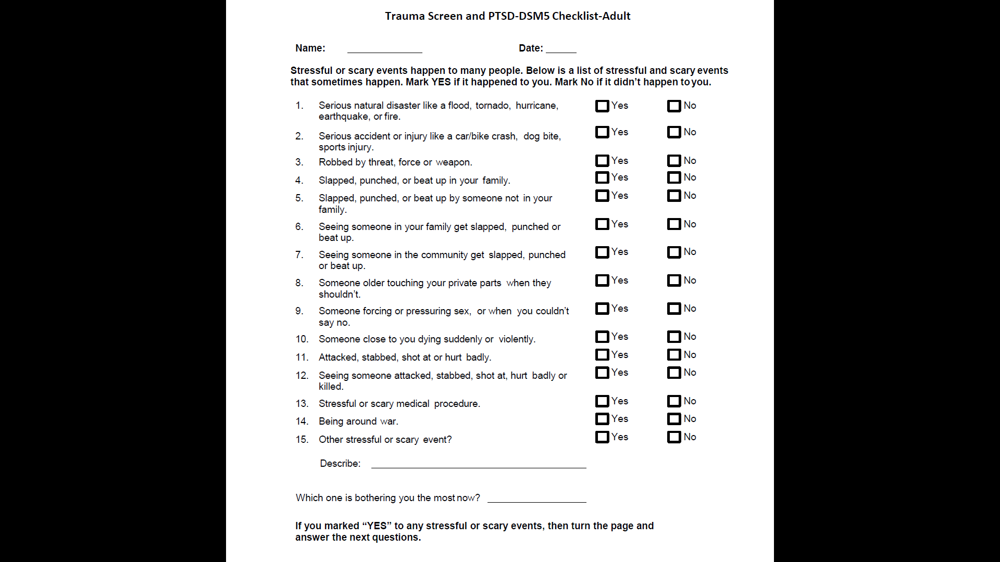 Trauma Screen and PTSD-DSM5 Checklist-Adult
Name: Date:
Stressful or scary events happen to many people. Below is a list of stressful and scary events
that sometimes happen. Mark YES if it happened to you. Mark No if it didn’t happen to you.
1. Serious natural disaster like a flood, tornado, hurricane, Yes No
earthquake, or fire.
2. Serious accident or injury like a car/bike crash, dog bite, Yes No
sports injury.
3. Robbed by threat, force or weapon. Yes No
4. Slapped, punched, or beat up in your family. Yes No
5. Slapped, punched, or beat up by someone not in your Yes No
family.
6. Seeing someone in your family get slapped, punched or Yes No
beat up.
7. Seeing someone in the community get slapped, punched Yes No
or beat up.
8. Someone older touching your private parts when they Yes No
shouldn’t.
9. Someone forcing or pressuring sex, or when you couldn’t Yes No
say no.
10. Someone close to you dying suddenly or violently. Yes No
11. Attacked, stabbed, shot at or hurt badly. Yes No
12. Seeing someone attacked, stabbed, shot at, hurt badly or Yes No
killed.
13. Stressful or scary medical procedure. Yes No
14. Being around war. Yes No
15. Other stressful or scary event? Yes No
Describe:
Which one is bothering you the most now?
If you marked “YES” to any stressful or scary events, then turn the page and
answer the next questions.